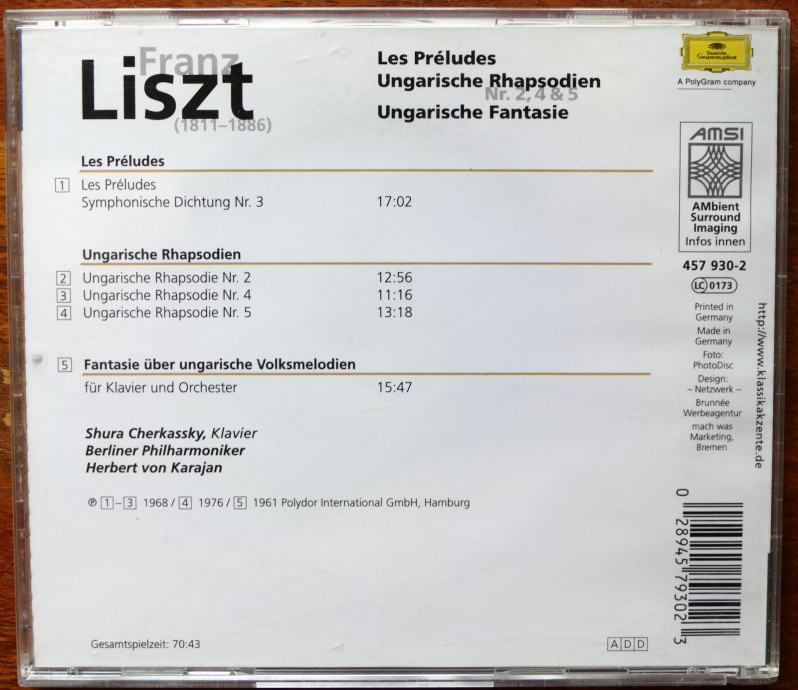 Franz
Liszt
(1811–1886)
Les Préludes
Ungarische Rhapsodien
Nr. 2, 4 & 5
Ungarische Fantasie
Deutsche
Grammophon
A PolyGram company
Les Préludes
1 Les Préludes
Symphonische Dichtung Nr. 3 17:02
Ungarische Rhapsodien
2 Ungarische Rhapsodie Nr. 2 12:56
3 Ungarische Rhapsodie Nr. 4 11:16
4 Ungarische Rhapsodie Nr. 5 13:18
5 Fantasie über ungarische Volksmelodien
für Klavier und Orchester 15:47
Shura Cherkassky, Klavier
Berliner Philharmoniker
Herbert von Karajan
℗ 1–3 1968 / 4 1976 / 5 1961 Polydor International GmbH, Hamburg
Gesamtspielzeit: 70:43
ADD
AMSI
AMbient
Surround
Imaging
Infos innen
457 930-2
LC 0173
Printed in
Germany
Made in
Germany
Foto:
PhotoDisc
Design:
– Netzwerk –
Brunnée
Werbeagentur
mach was
Marketing,
Bremen
http://www.klassikakzente.de
0 28945 79302 3